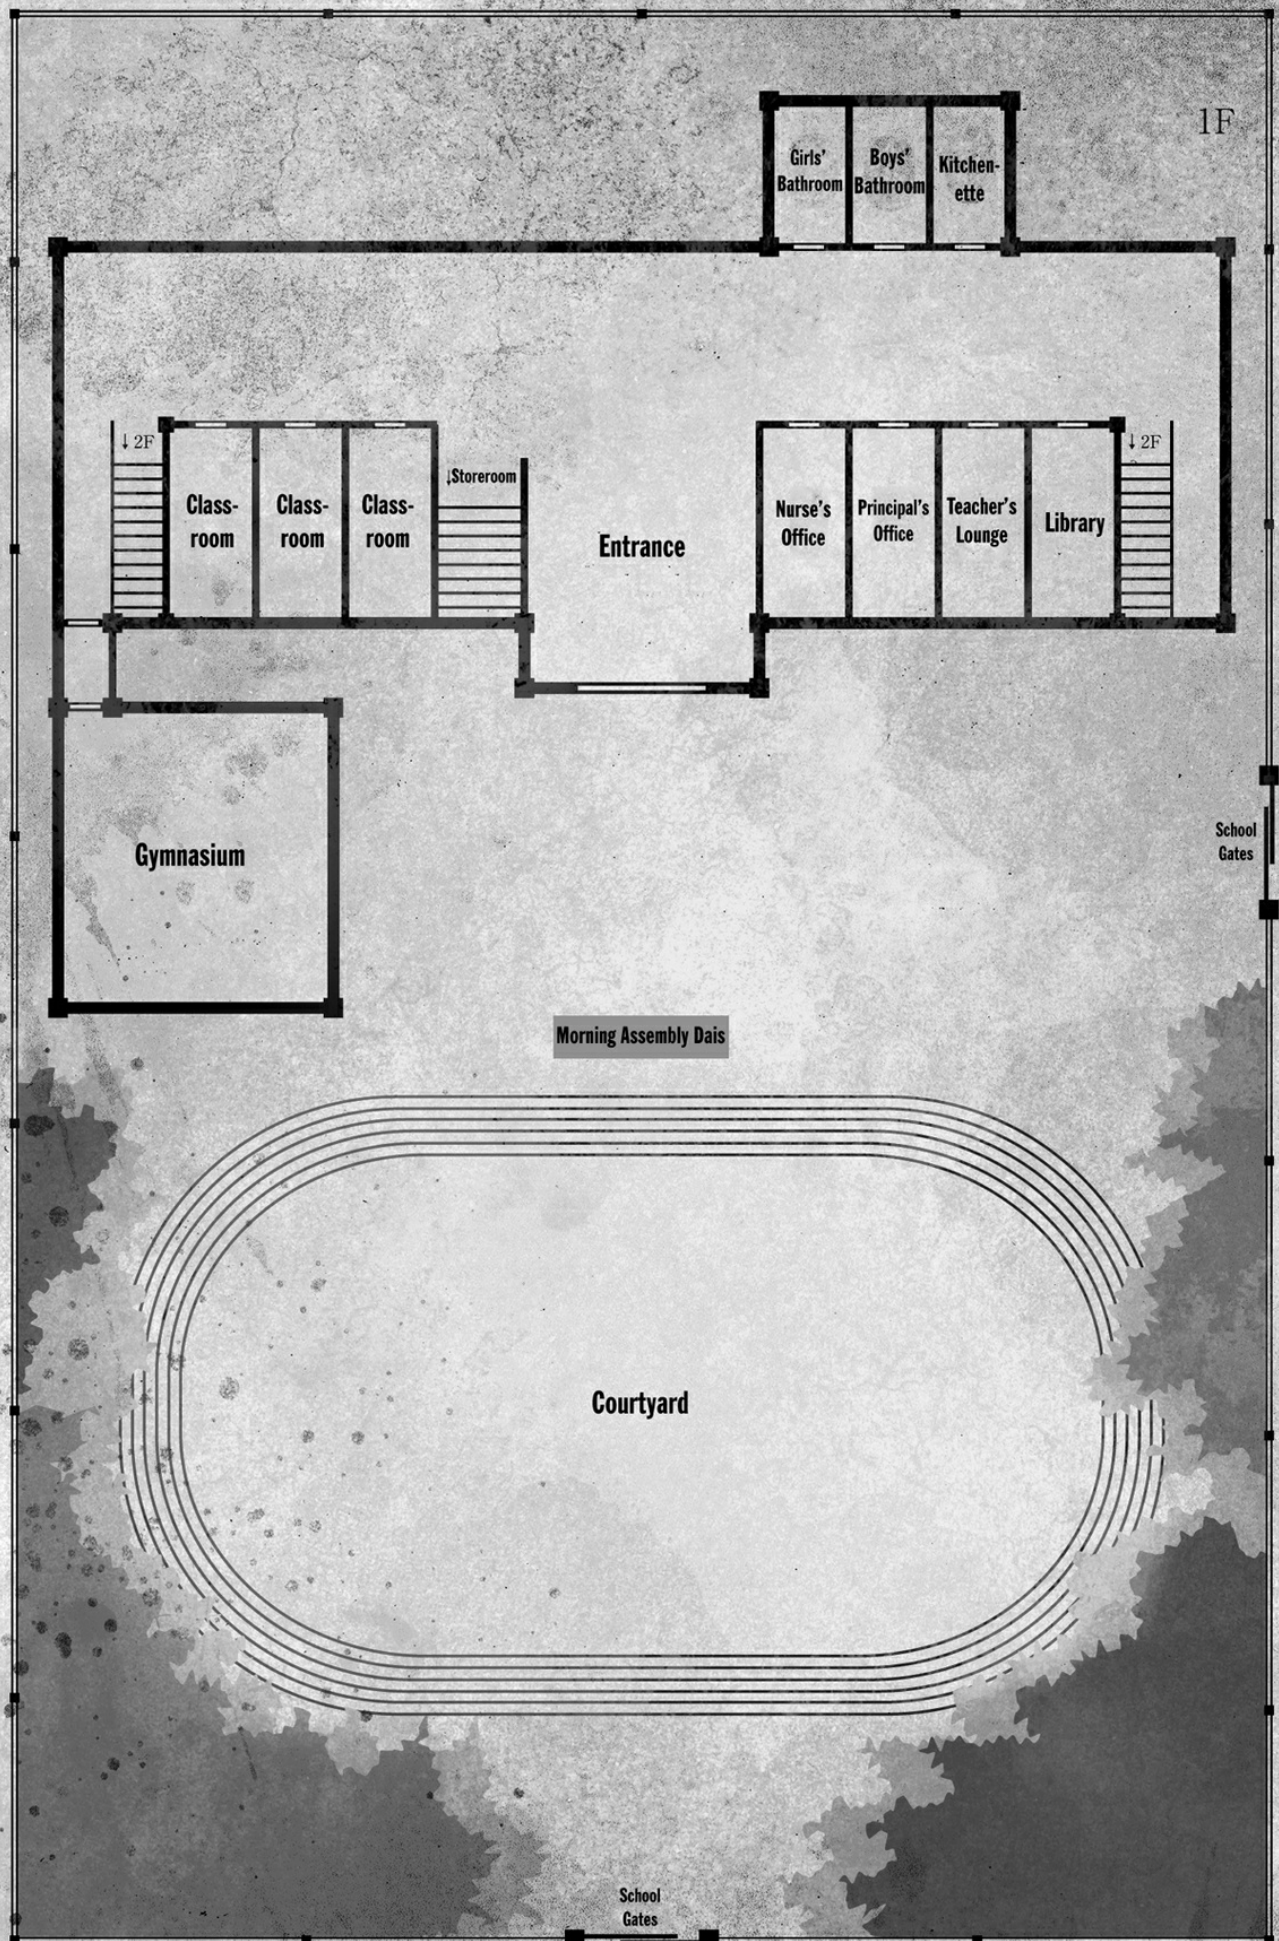 1F
Girls'
Bathroom
Boys'
Bathroom
Kitchen-
ette
↓ 2F
Class-
room
Class-
room
Class-
room
↓Storeroom
Entrance
Nurse's
Office
Principal's
Office
Teacher's
Lounge
Library
↓ 2F
Gymnasium
School
Gates
Morning Assembly Dais
Courtyard
School
Gates